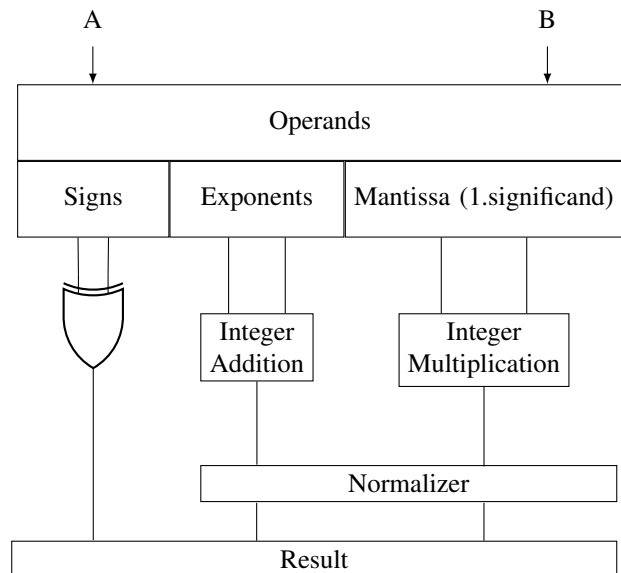 A B
Operands
Signs Exponents Mantissa (1.significand)
Integer
Addition
Integer
Multiplication
Normalizer
Result